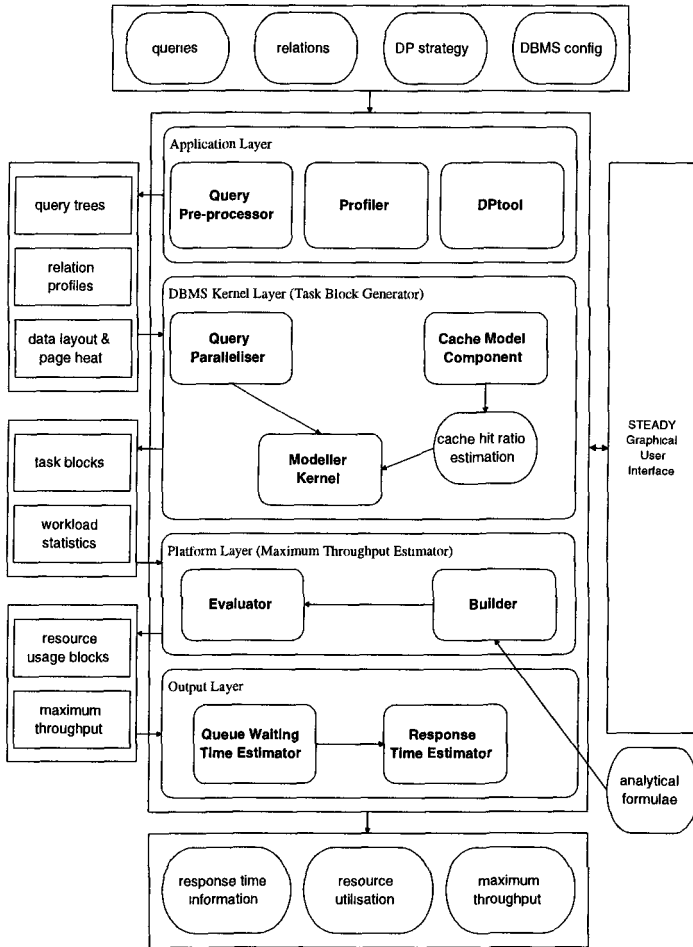 queries
relations
DP strategy
DBMS config
Application Layer
Query
Pre-processor
Profiler
DPtool
query trees
relation
profiles
data layout &
page heat
DBMS Kernel Layer (Task Block Generator)
Query
Paralleliser
Cache Model
Component
Modeller
Kernel
cache hit ratio
estimation
STEADY
Graphical
User
Interface
task blocks
workload
statistics
Platform Layer (Maximum Throughput Estimator)
Evaluator
Builder
resource
usage blocks
maximum
throughput
Output Layer
Queue Waiting
Time Estimator
Response
Time Estimator
analytical
formulae
response time
information
resource
utilisation
maximum
throughput